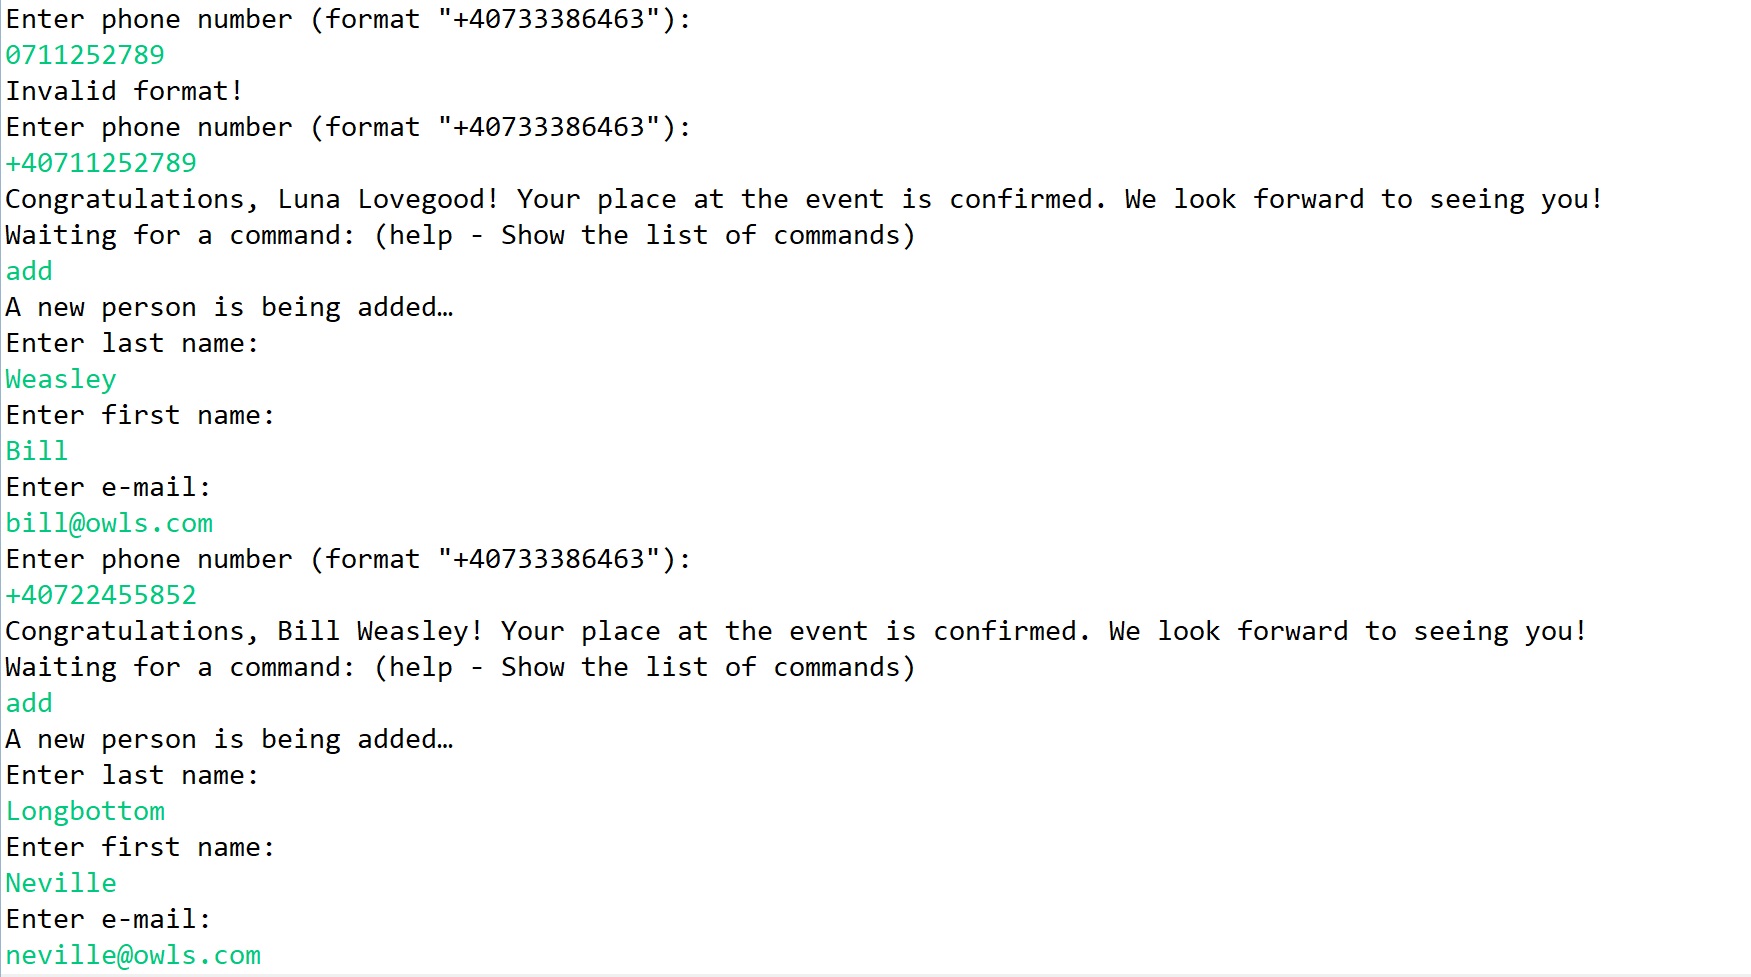 Enter phone number (format "+40733386463"):
0711252789
Invalid format!
Enter phone number (format "+40733386463"):
+40711252789
Congratulations, Luna Lovegood! Your place at the event is confirmed. We look forward to seeing you!
Waiting for a command: (help - Show the list of commands)
add
A new person is being added…
Enter last name:
Weasley
Enter first name:
Bill
Enter e-mail:
bill@owls.com
Enter phone number (format "+40733386463"):
+40722455852
Congratulations, Bill Weasley! Your place at the event is confirmed. We look forward to seeing you!
Waiting for a command: (help - Show the list of commands)
add
A new person is being added…
Enter last name:
Longbottom
Enter first name:
Neville
Enter e-mail:
neville@owls.com